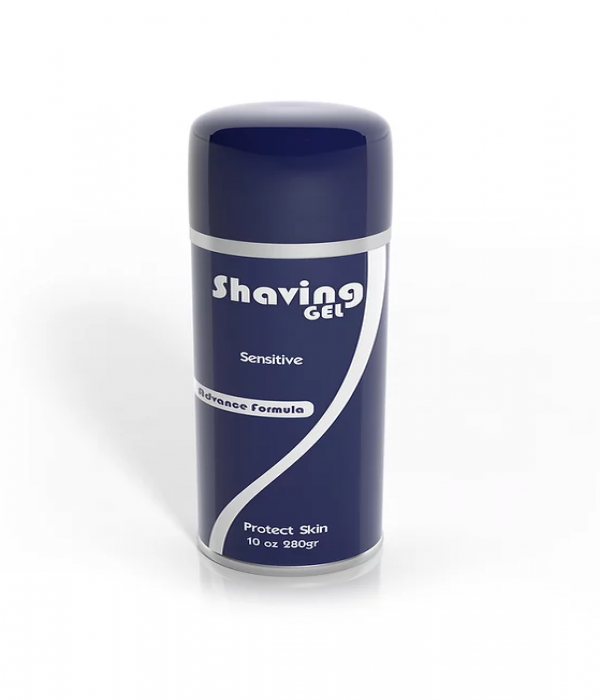 Shaving
GEL
Sensitive
Advance Formula
Protect Skin
10 oz 280gr